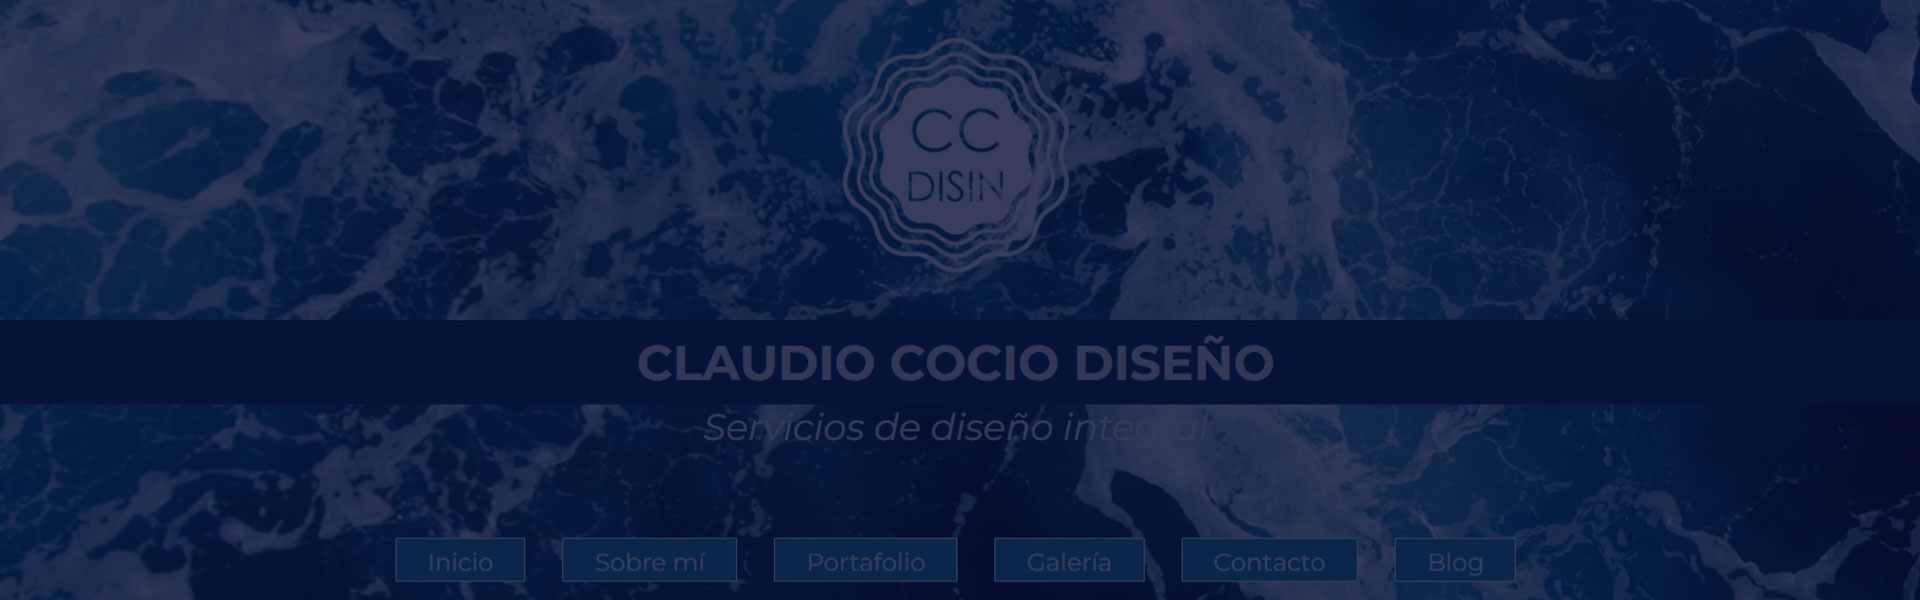 CC
DISIN
CLAUDIO COCIO DISEÑO
Servicios de diseño integral
Inicio
Sobre mí
Portafolio
Galería
Contacto
Blog